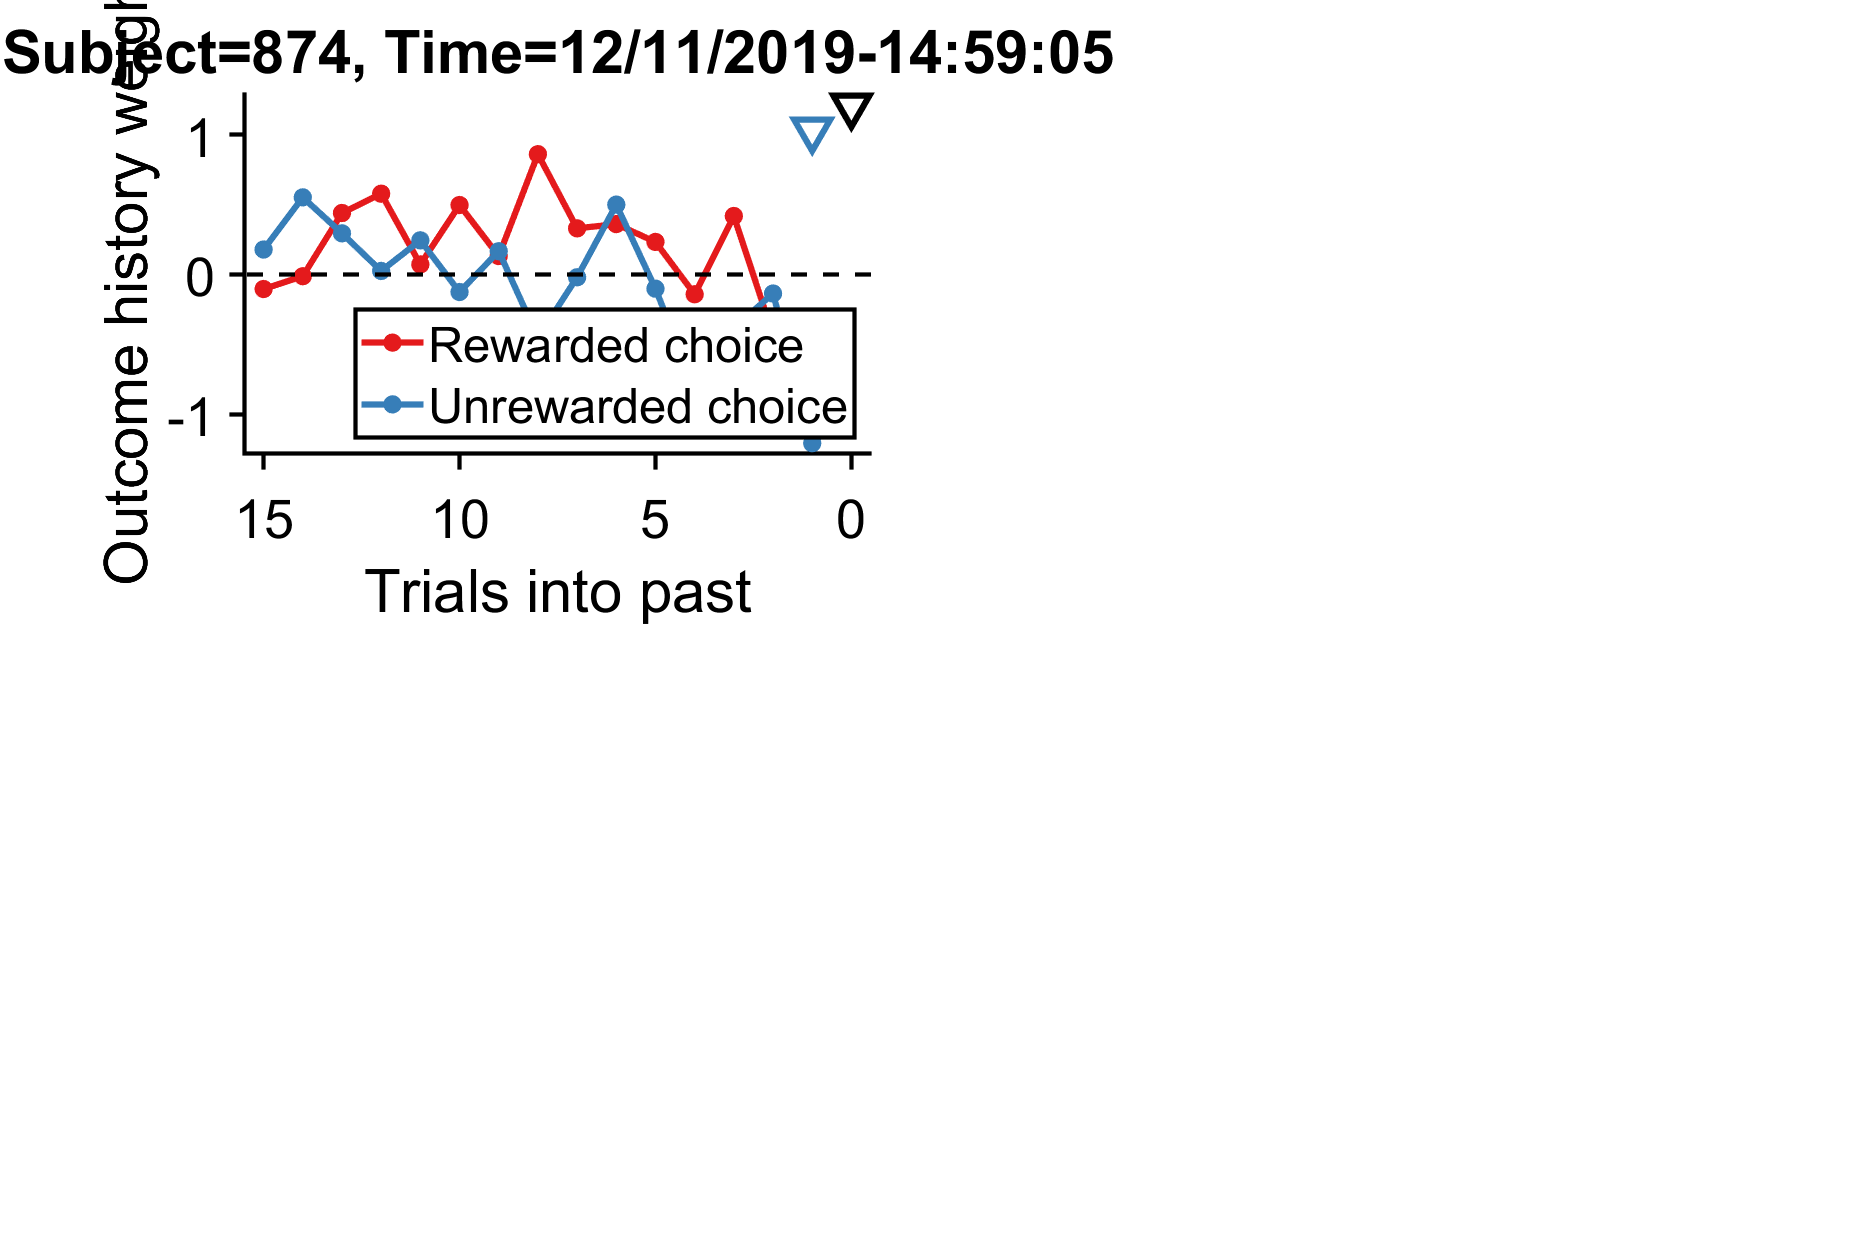 Subject=874, Time=12/11/2019-14:59:05
Outcome history
1
0
-1
Rewarded choice
Unrewarded choice
15 10 5 0
Trials into past